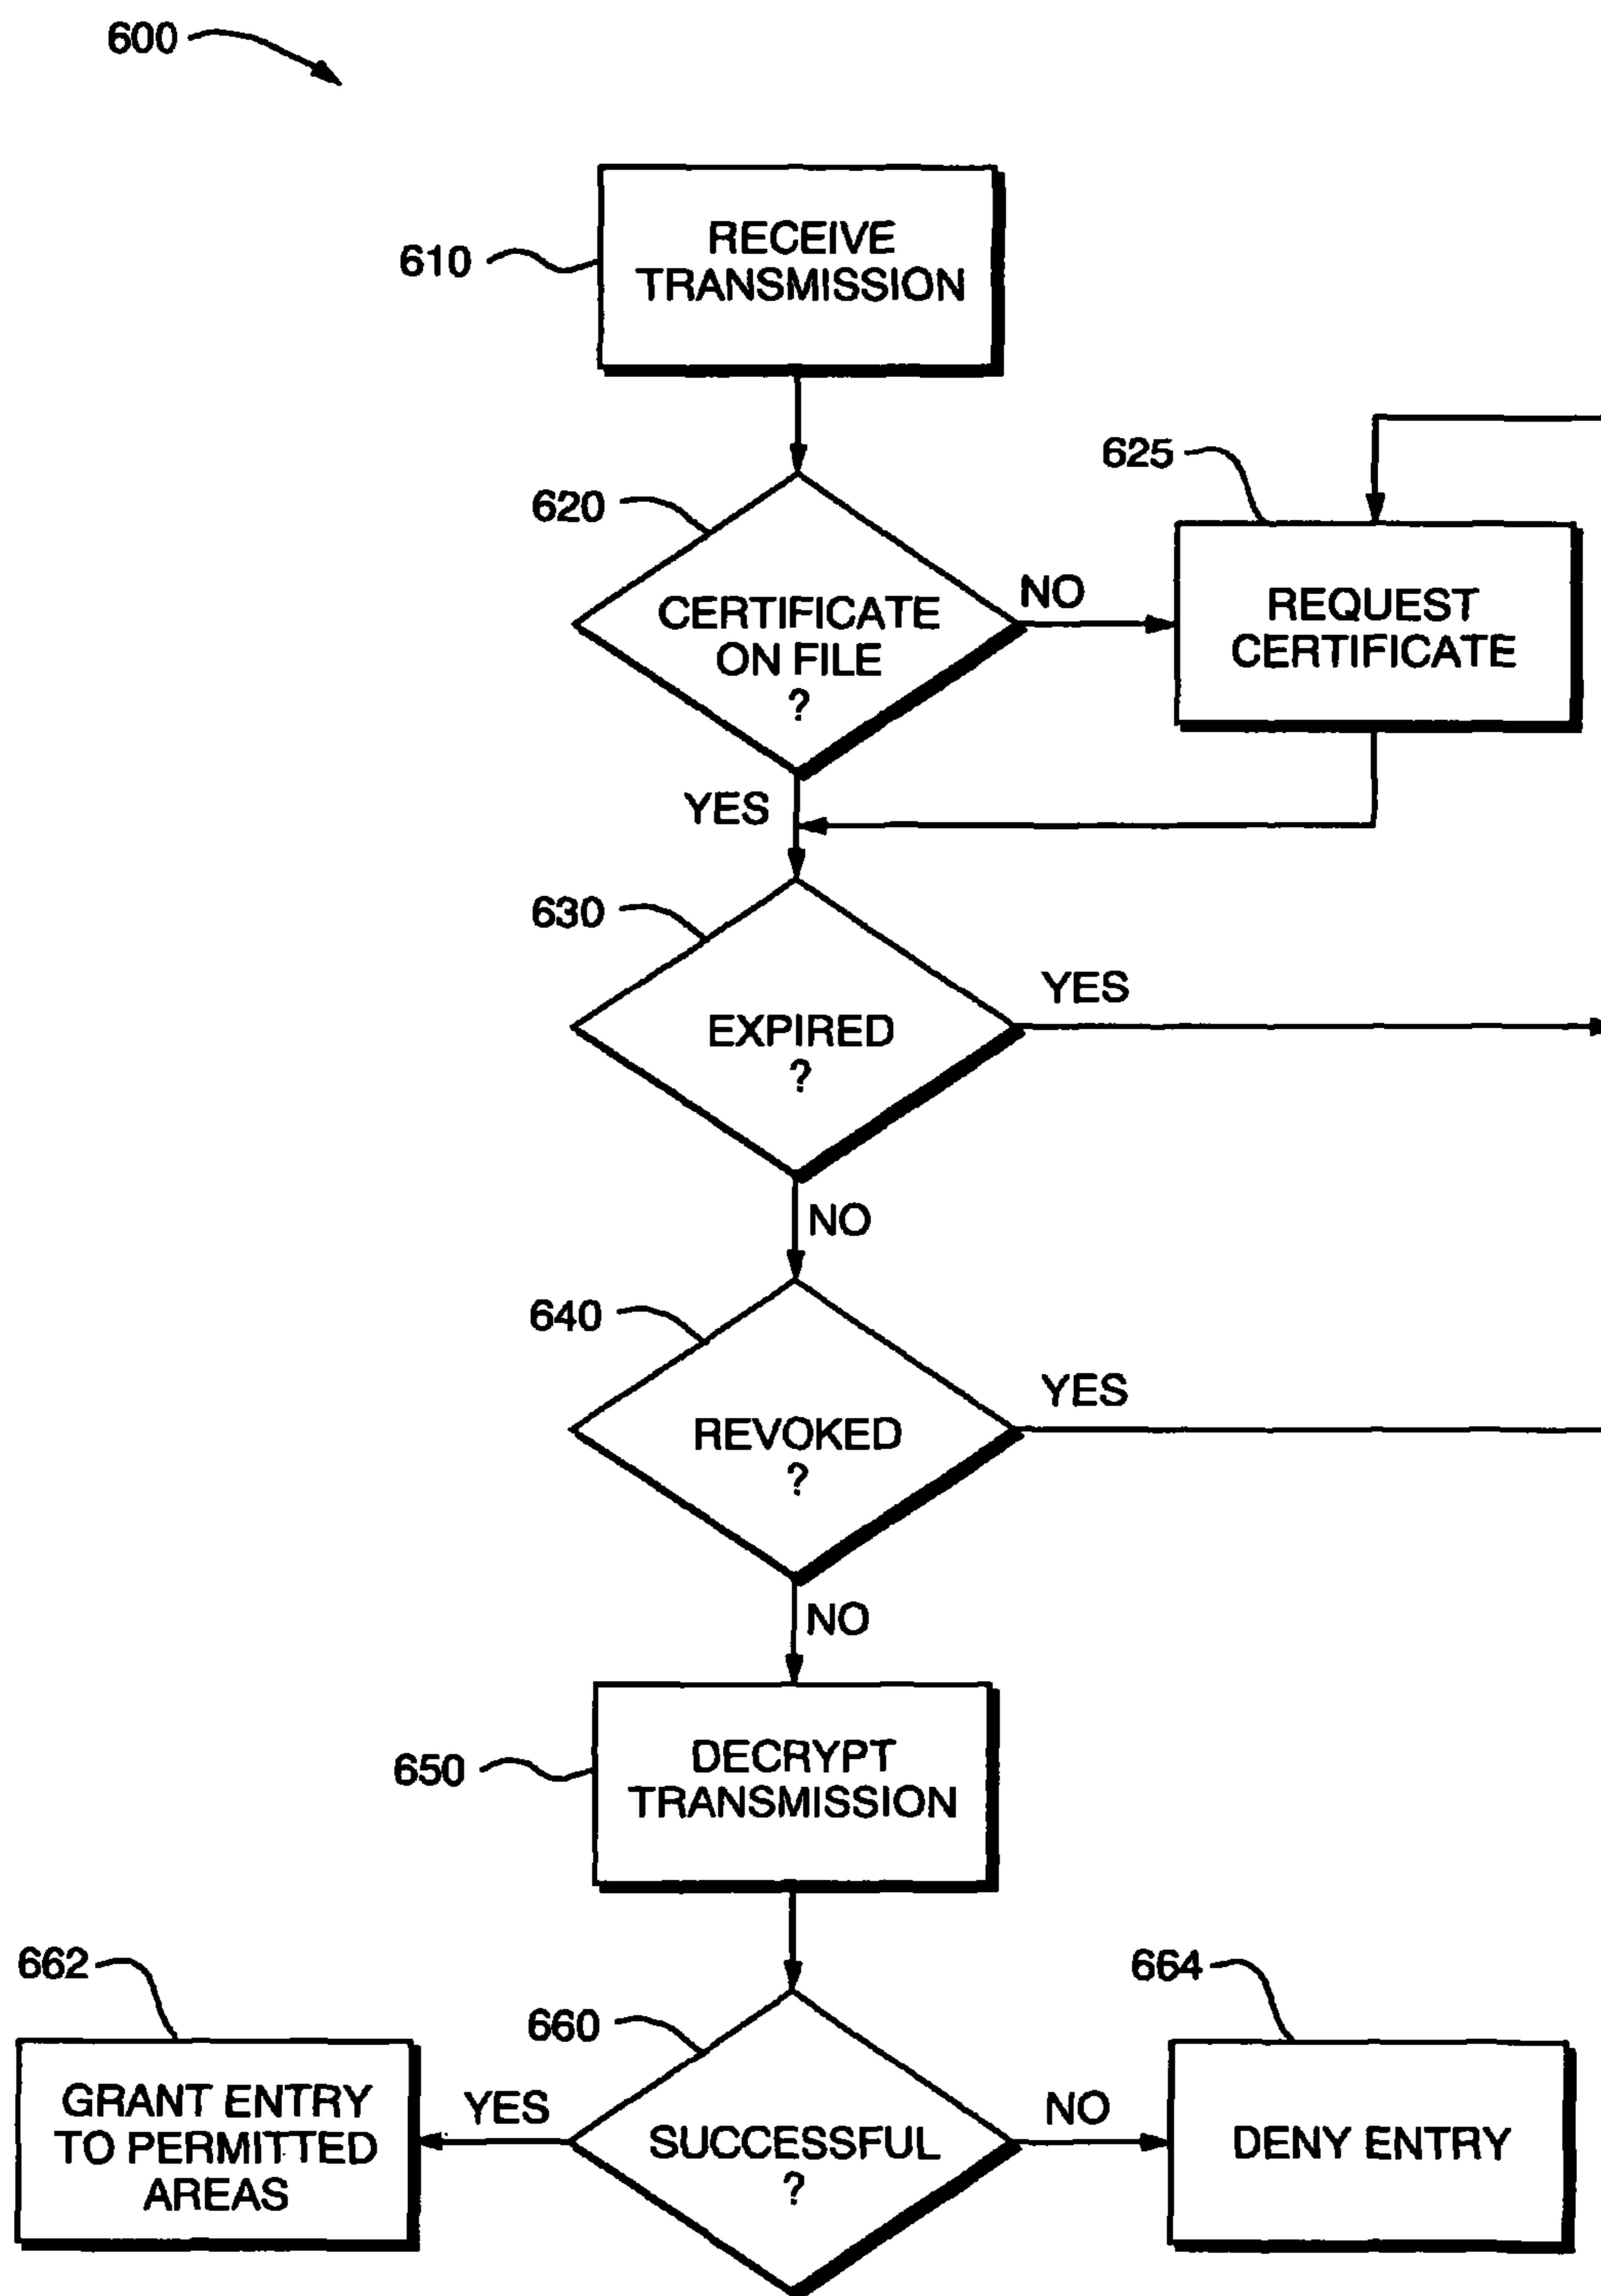 600
610
RECEIVE
TRANSMISSION
620
CERTIFICATE
ON FILE
?
NO
625
REQUEST
CERTIFICATE
YES
630
EXPIRED
?
YES
NO
640
REVOKED
?
YES
NO
650
DECRYPT
TRANSMISSION
660
SUCCESSFUL
?
YES
662
GRANT ENTRY
TO PERMITTED
AREAS
NO
664
DENY ENTRY